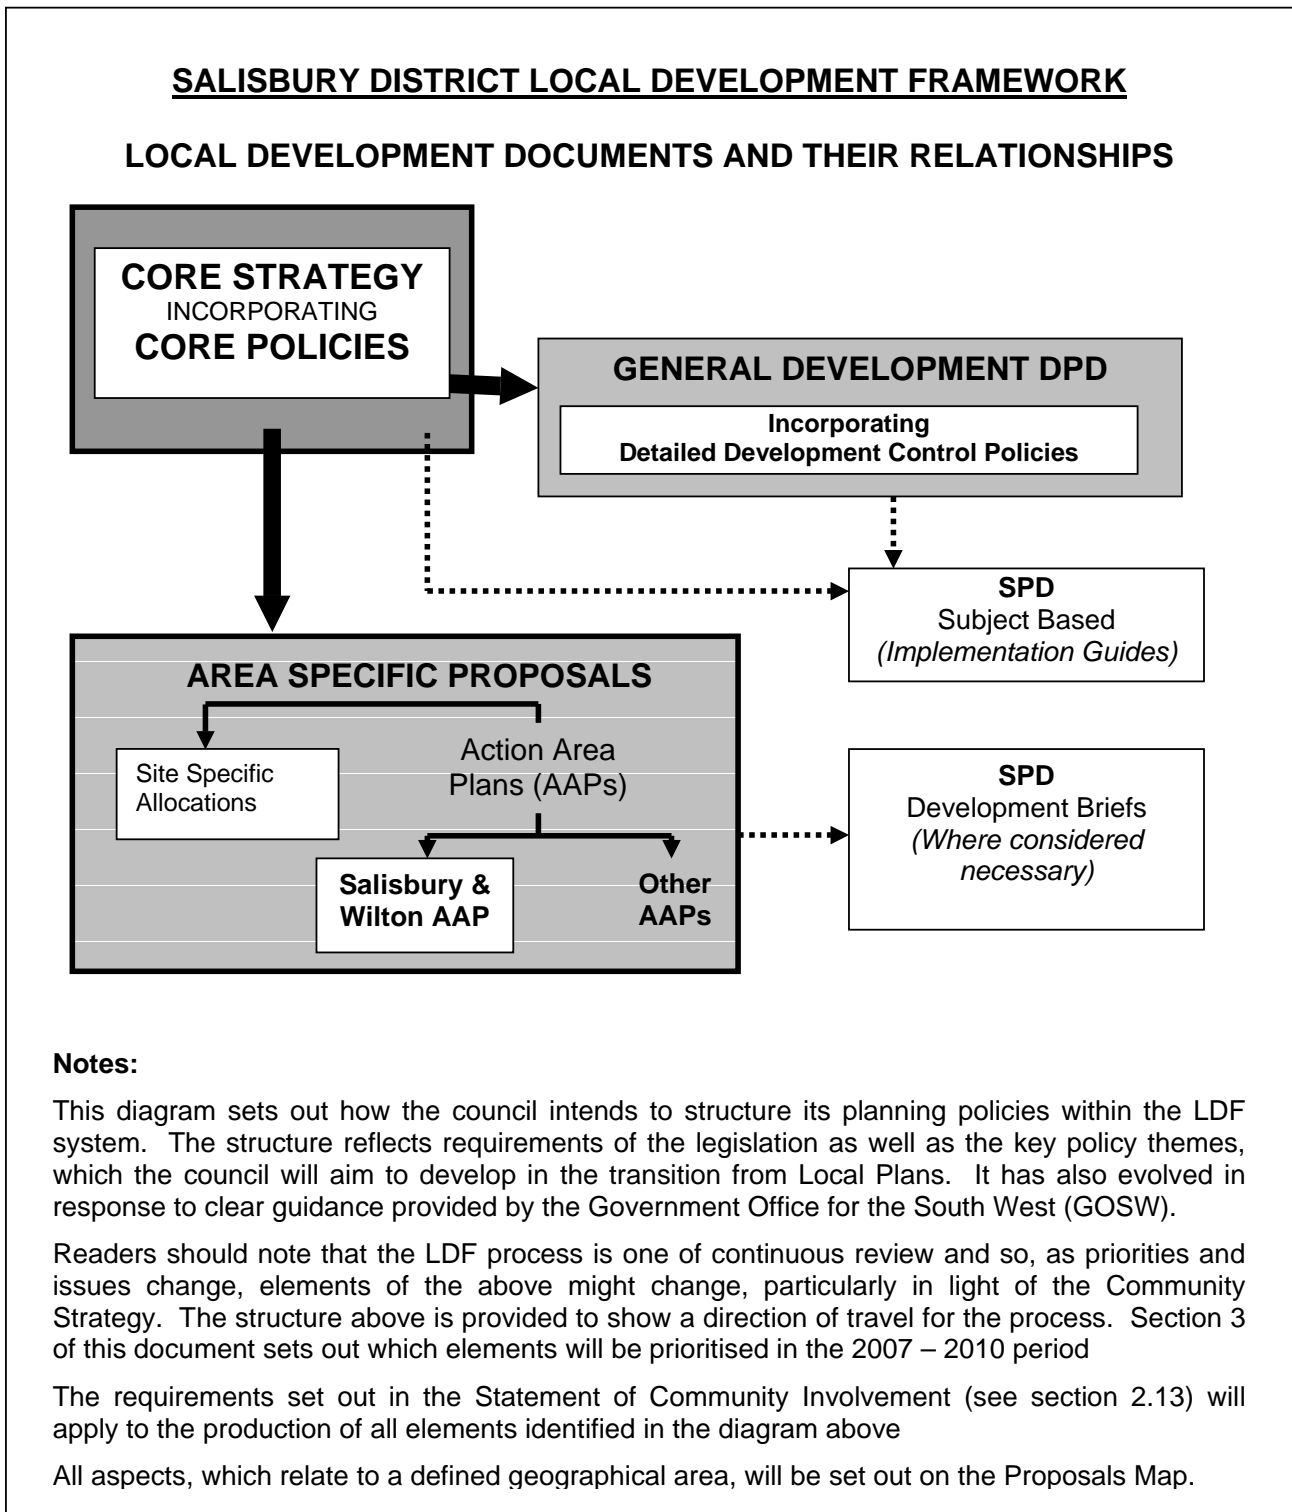 SALISBURY DISTRICT LOCAL DEVELOPMENT FRAMEWORK
LOCAL DEVELOPMENT DOCUMENTS AND THEIR RELATIONSHIPS
CORE STRATEGY
INCORPORATING
CORE POLICIES
GENERAL DEVELOPMENT DPD
Incorporating
Detailed Development Control Policies
SPD
Subject Based
(Implementation Guides)
AREA SPECIFIC PROPOSALS
Site Specific
Allocations
Action Area
Plans (AAPs)
Salisbury &
Wilton AAP
Other
AAPs
SPD
Development Briefs
(Where considered
necessary)
Notes:
This diagram sets out how the council intends to structure its planning policies within the LDF
system. The structure reflects requirements of the legislation as well as the key policy themes,
which the council will aim to develop in the transition from Local Plans. It has also evolved in
response to clear guidance provided by the Government Office for the South West (GOSW).
Readers should note that the LDF process is one of continuous review and so, as priorities and
issues change, elements of the above might change, particularly in light of the Community
Strategy. The structure above is provided to show a direction of travel for the process. Section 3
of this document sets out which elements will be prioritised in the 2007 – 2010 period
The requirements set out in the Statement of Community Involvement (see section 2.13) will
apply to the production of all elements identified in the diagram above
All aspects, which relate to a defined geographical area, will be set out on the Proposals Map.